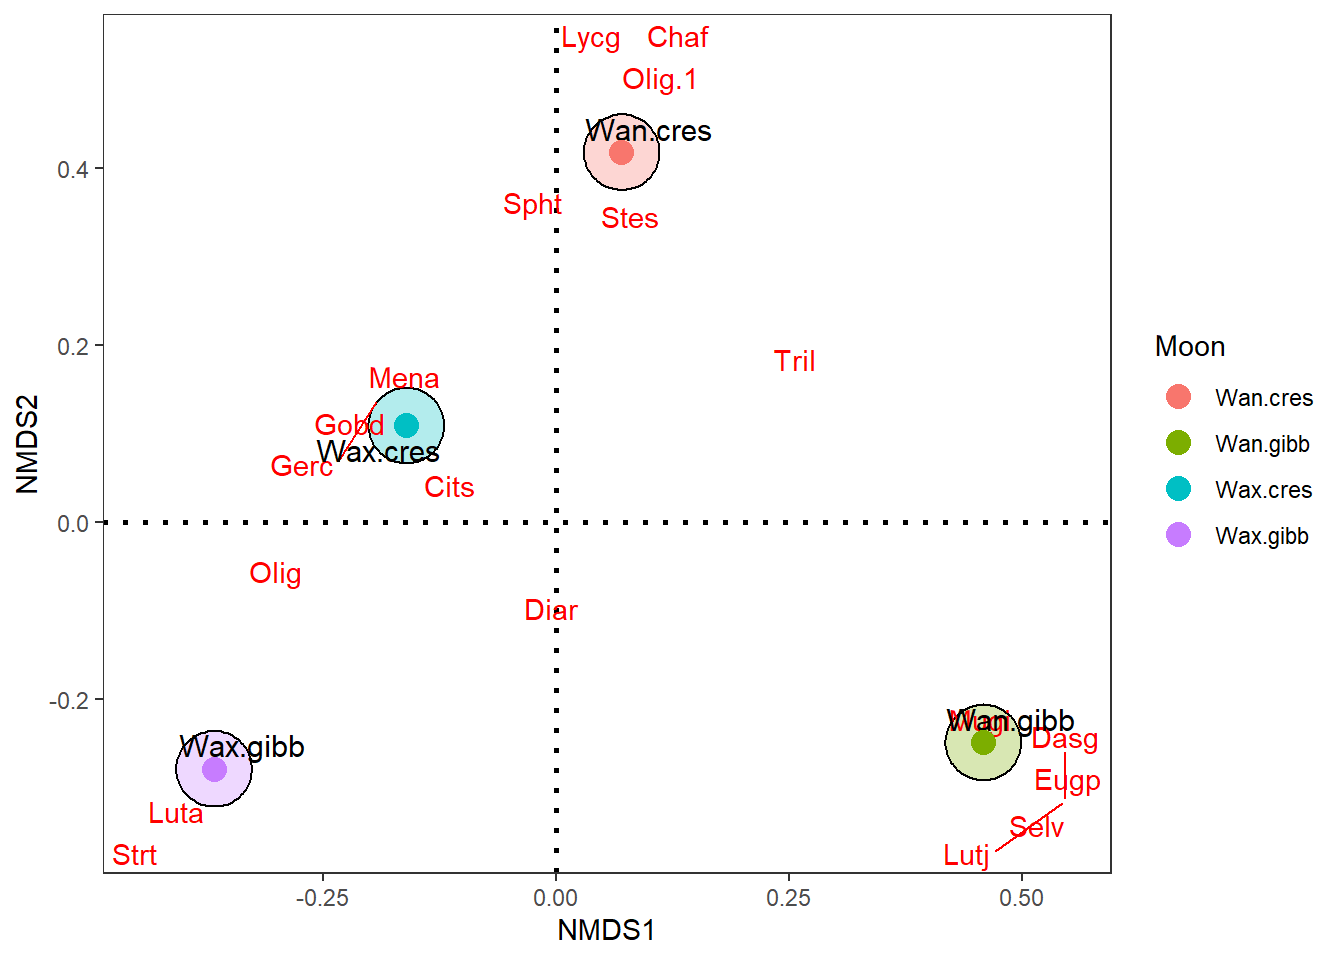 Lycg
Chaf
Olig.1
Wan.cres
0.4
Spht
Stes
0.2
Tril
Moon
Mena
Wan.cres
Gobd
NMDS2
Wax.cres
Wan.gibb
Gerc
Cits
Wax.cres
0.0
Wax.gibb
Olig
Diar
-0.2
Mugl
Wan.gibb
Dasg
Wax.gibb
Eugp
Luta
Selv
Strt
Lutj
-0.25
0.00
0.25
0.50
NMDS1